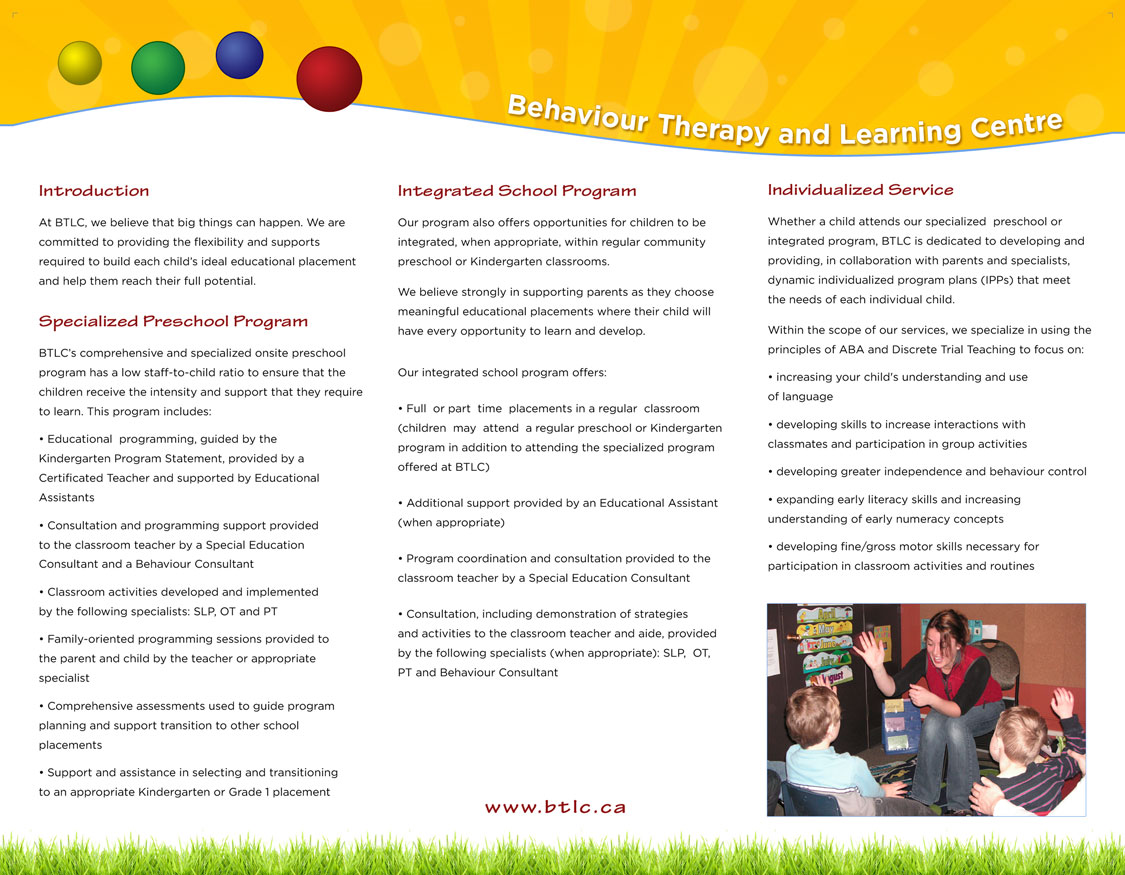 Behaviour Therapy and Learning Centre
Introduction
At BTLC, we believe that big things can happen. We are
committed to providing the flexibility and supports
required to build each child's ideal educational placement
and help them reach their full potential.
Specialized Preschool Program
BTLC's comprehensive and specialized onsite preschool
program has a low staff-to-child ratio to ensure that the
children receive the intensity and support that they require
to learn. This program includes:
• Educational programming, guided by the
Kindergarten Program Statement, provided by a
Certificated Teacher and supported by Educational
Assistants
• Consultation and programming support provided
to the classroom teacher by a Special Education
Consultant and a Behaviour Consultant
• Classroom activities developed and implemented
by the following specialists: SLP, OT and PT
• Family-oriented programming sessions provided to
the parent and child by the teacher or appropriate
specialist
• Comprehensive assessments used to guide program
planning and support transition to other school
placements
• Support and assistance in selecting and transitioning
to an appropriate Kindergarten or Grade 1 placement
Integrated School Program
Our program also offers opportunities for children to be
integrated, when appropriate, within regular community
preschool or Kindergarten classrooms.
We believe strongly in supporting parents as they choose
meaningful educational placements where their child will
have every opportunity to learn and develop.
Our integrated school program offers:
• Full or part time placements in a regular classroom
(children may attend a regular preschool or Kindergarten
program in addition to attending the specialized program
offered at BTLC)
• Additional support provided by an Educational Assistant
(when appropriate)
• Program coordination and consultation provided to the
classroom teacher by a Special Education Consultant
• Consultation, including demonstration of strategies
and activities to the classroom teacher and aide, provided
by the following specialists (when appropriate): SLP, OT,
PT and Behaviour Consultant
www.btlc.ca
Individualized Service
Whether a child attends our specialized preschool or
integrated program, BTLC is dedicated to developing and
providing, in collaboration with parents and specialists,
dynamic individualized program plans (IPPs) that meet
the needs of each individual child.
Within the scope of our services, we specialize in using the
principles of ABA and Discrete Trial Teaching to focus on:
• increasing your child's understanding and use
of language
• developing skills to increase interactions with
classmates and participation in group activities
• developing greater independence and behaviour control
• expanding early literacy skills and increasing
understanding of early numeracy concepts
• developing fine/gross motor skills necessary for
participation in classroom activities and routines
April
May
June
August